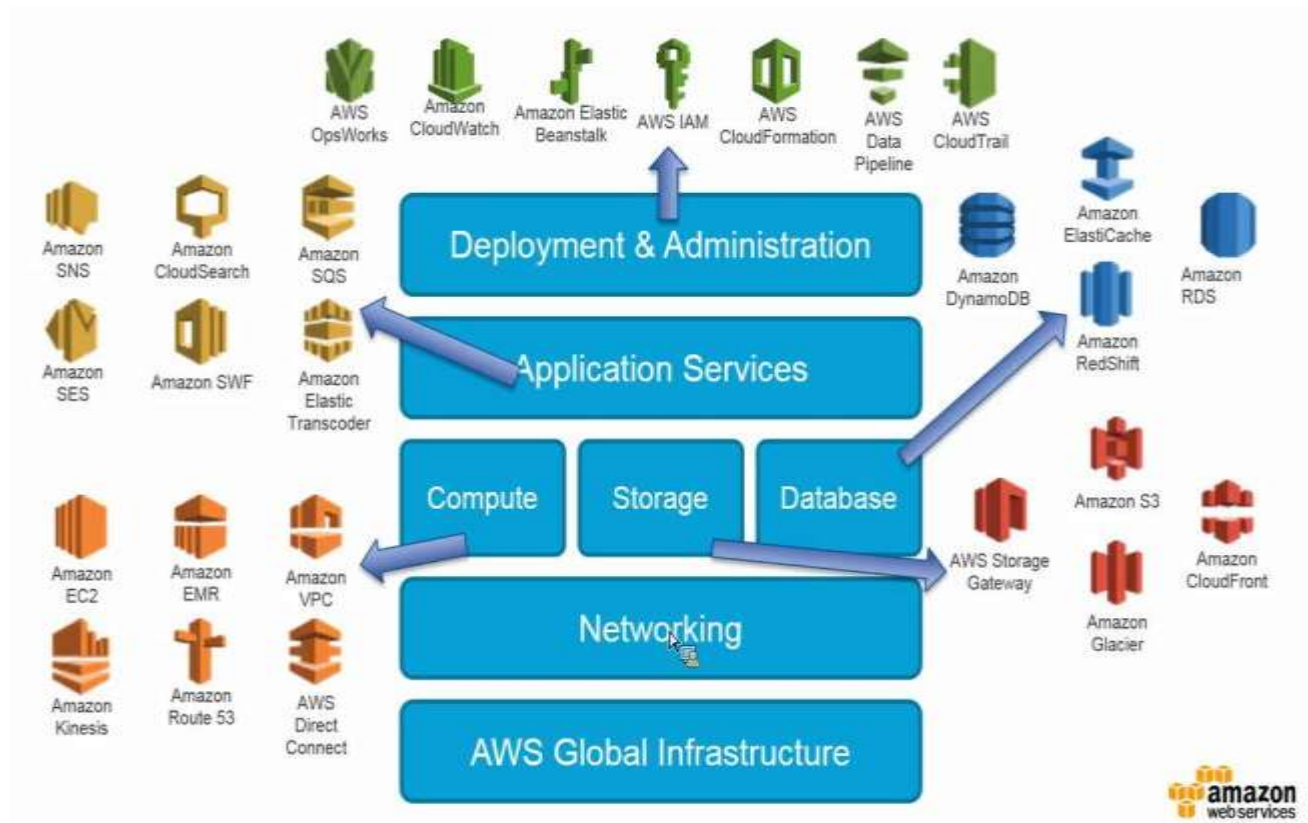 AWS
OpsWorks
Amazon
CloudWatch
Amazon Elastic
Beanstalk
AWS IAM
AWS
CloudFormation
AWS
Data
Pipeline
AWS
CloudTrail
Amazon
SNS
Amazon
CloudSearch
Amazon
SQS
Amazon
SES
Amazon SWF
Amazon
Elastic
Transcoder
Deployment & Administration
Application Services
Compute
Storage
Database
Networking
AWS Global Infrastructure
Amazon
ElastiCache
Amazon
DynamoDB
Amazon
RDS
Amazon
RedShift
Amazon S3
AWS Storage
Gateway
Amazon
CloudFront
Amazon
Glacier
Amazon
EC2
Amazon
EMR
Amazon
VPC
Amazon
Kinesis
Amazon
Route 53
AWS
Direct
Connect
amazon
webservices